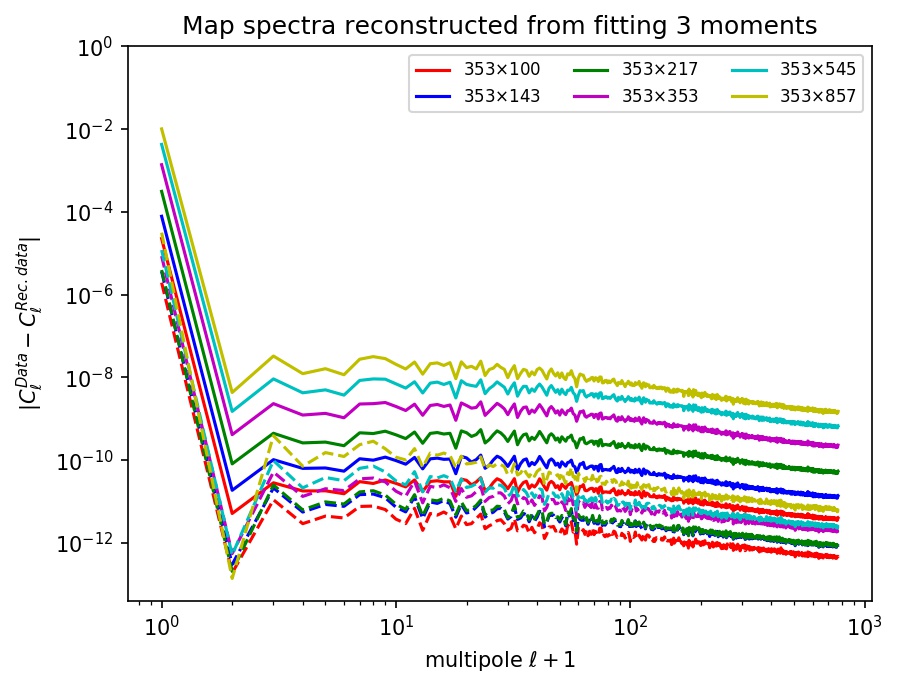 Map spectra reconstructed from fitting 3 moments
10^0
10^-2
10^-4
10^-6
10^-8
10^-10
10^-12
|C_ℓ^{Data} − C_ℓ^{Rec.data}|
353×100 353×217 353×545
353×143 353×353 353×857
10^0 10^1 10^2 10^3
multipole ℓ + 1